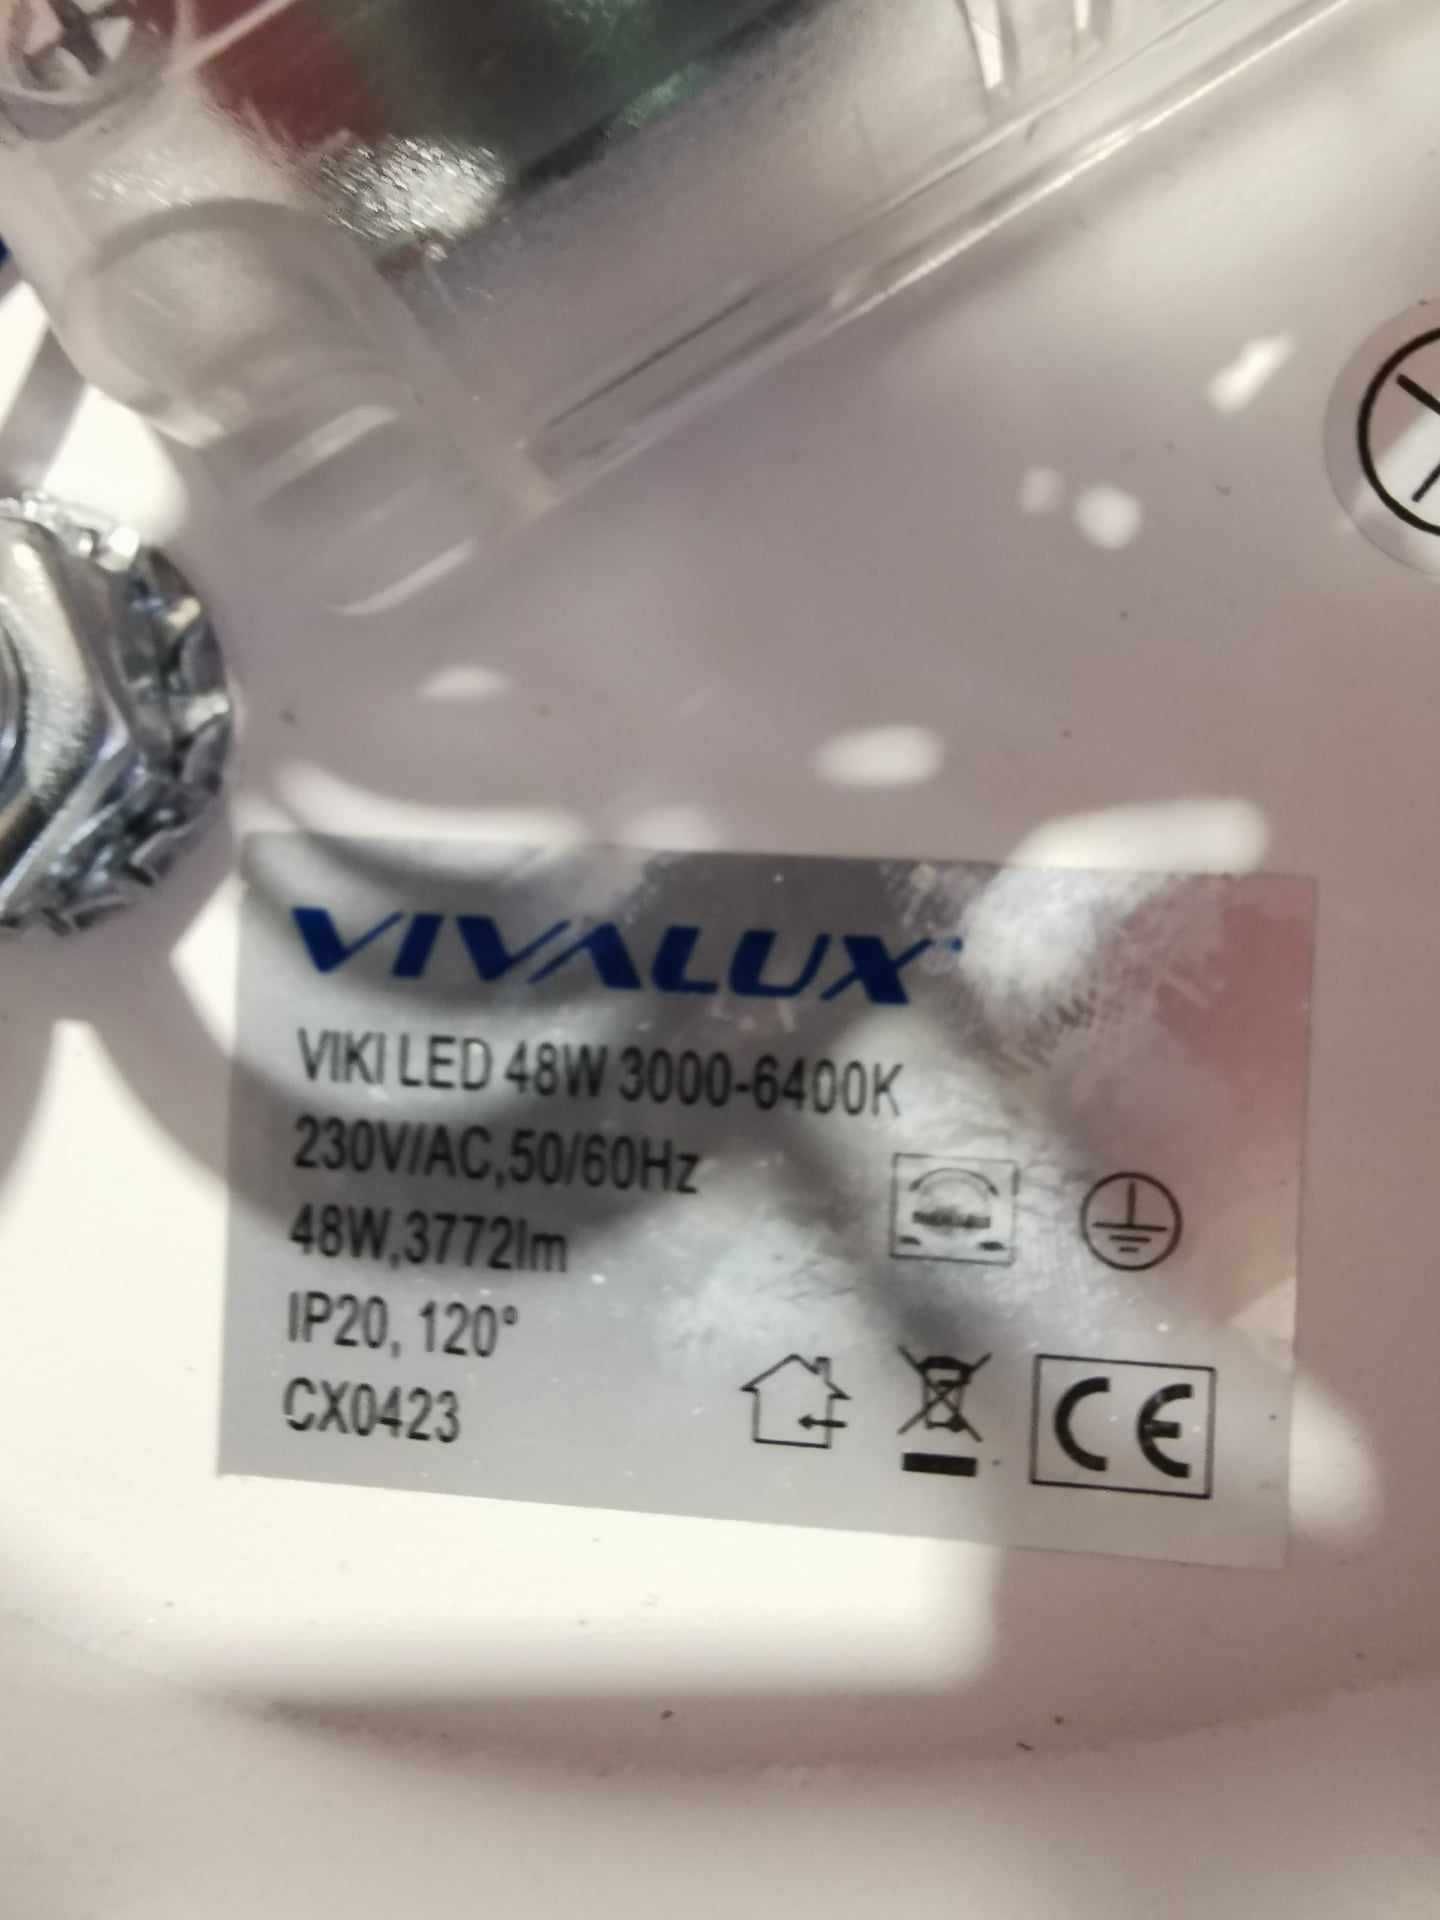 VIVALUX
VIKI LED 48W 3000-6400K
230V/AC,50/60Hz
48W,3772lm
IP20, 120°
CX0423
CE